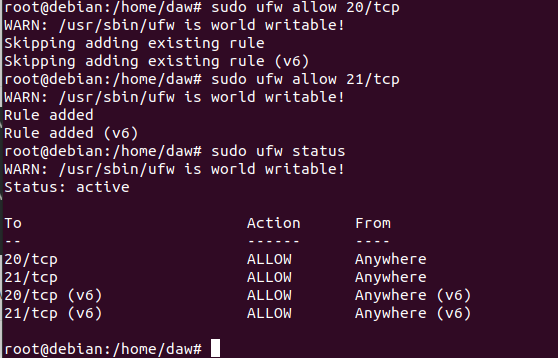 root@debian:/home/daw# sudo ufw allow 20/tcp
WARN: /usr/sbin/ufw is world writable!
Skipping adding existing rule
Skipping adding existing rule (v6)
root@debian:/home/daw# sudo ufw allow 21/tcp
WARN: /usr/sbin/ufw is world writable!
Rule added
Rule added (v6)
root@debian:/home/daw# sudo ufw status
WARN: /usr/sbin/ufw is world writable!
Status: active
To Action From
-- ------ ----
20/tcp ALLOW Anywhere
21/tcp ALLOW Anywhere
20/tcp (v6) ALLOW Anywhere (v6)
21/tcp (v6) ALLOW Anywhere (v6)
root@debian:/home/daw#